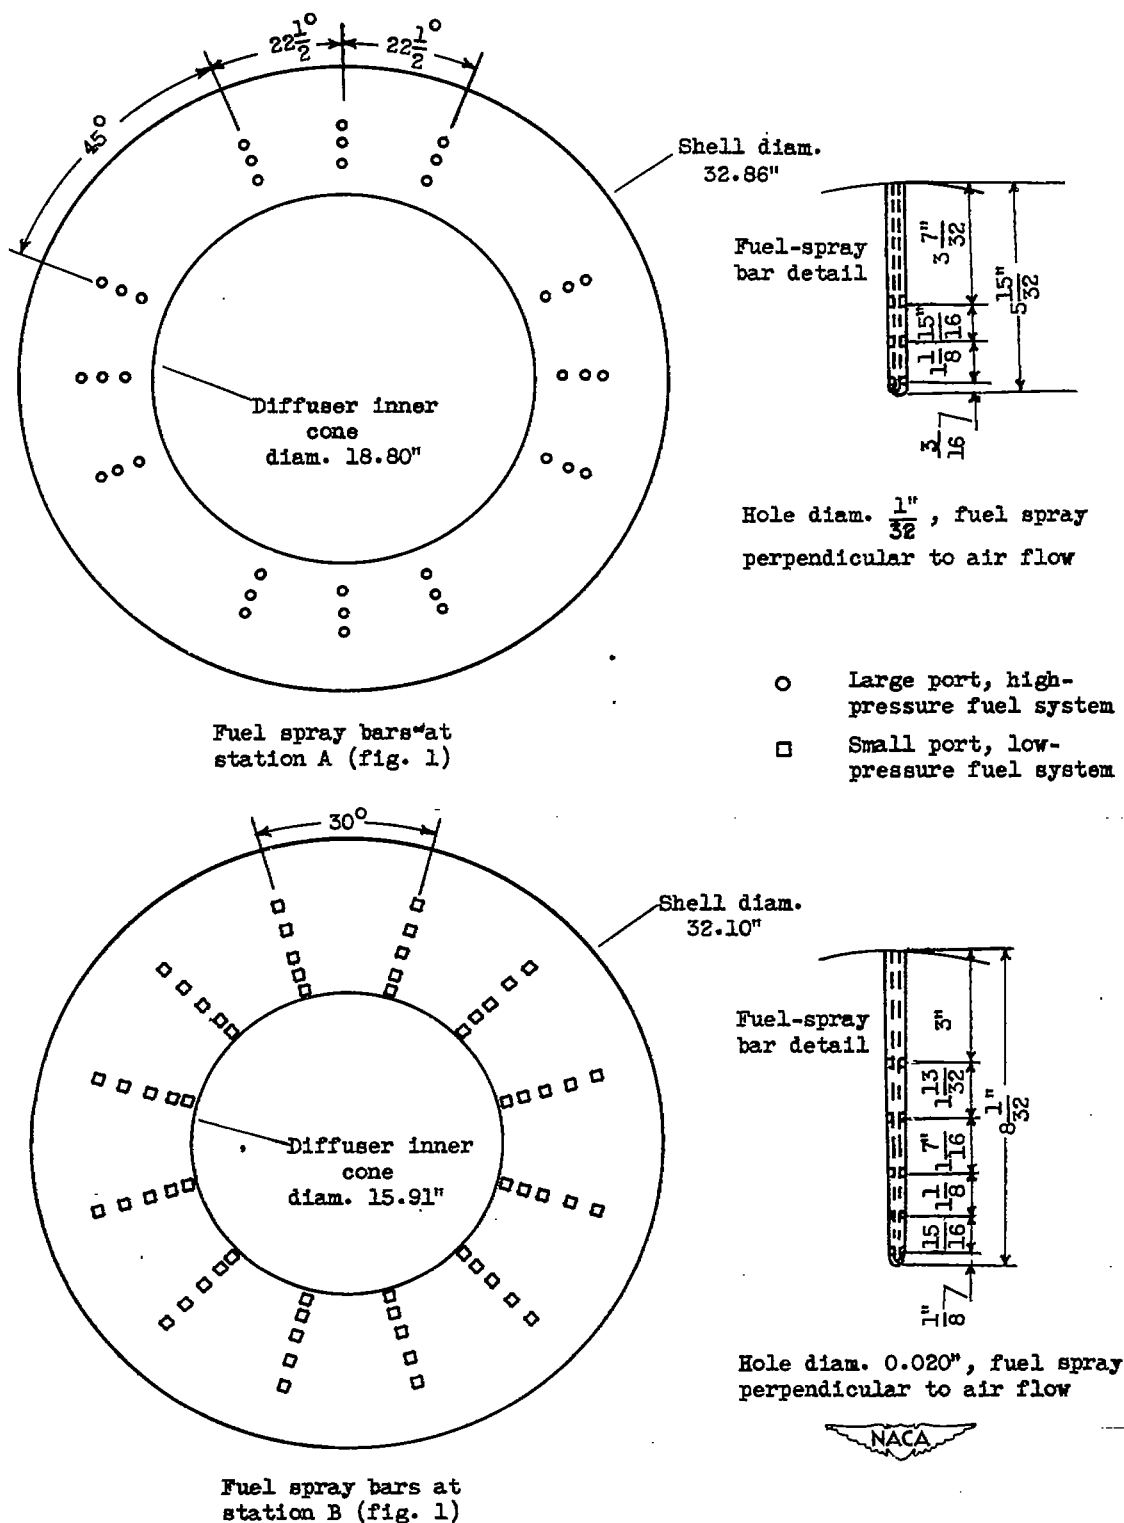 22 1/2°
22 1/2°
45°
Shell diam.
32.86"
Fuel-spray
bar detail
3 7/32"
15/16"
1 1/8
5 15/32"
3/16
Diffuser inner
cone
diam. 18.80"
Hole diam. 1/32", fuel spray
perpendicular to air flow
Large port, high-
pressure fuel system
Small port, low-
pressure fuel system
Fuel spray bars at
station A (fig. 1)
30°
Shell diam.
32.10"
Fuel-spray
bar detail
3"
1 13/32
1 7/16"
1 1/8
15/16
8 1/32"
1/8"
Diffuser inner
cone
diam. 15.91"
Hole diam. 0.020", fuel spray
perpendicular to air flow
NACA
Fuel spray bars at
station B (fig. 1)